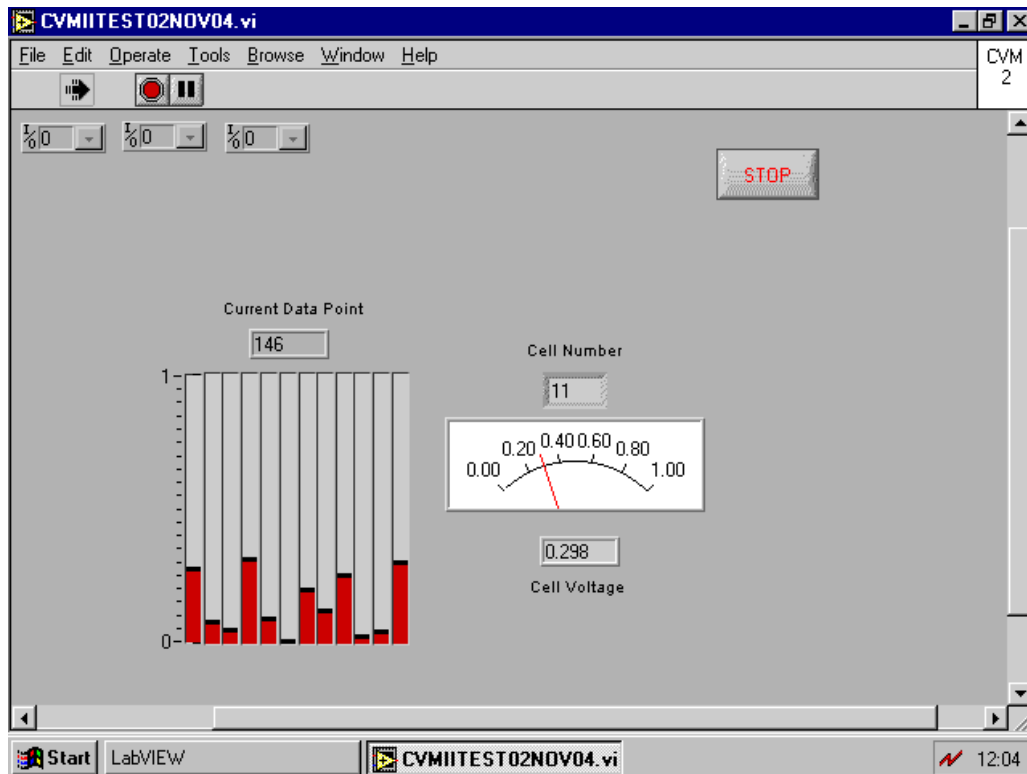 CVMIITEST02NOV04.vi
File Edit Operate Tools Browse Window Help
CVM
2
I/O 0 I/O 0 I/O 0
STOP
Current Data Point
146
1
0
Cell Number
11
0.00 0.20 0.40 0.60 0.80 1.00
0.298
Cell Voltage
Start LabVIEW CVMIITEST02NOV04.vi 12:04